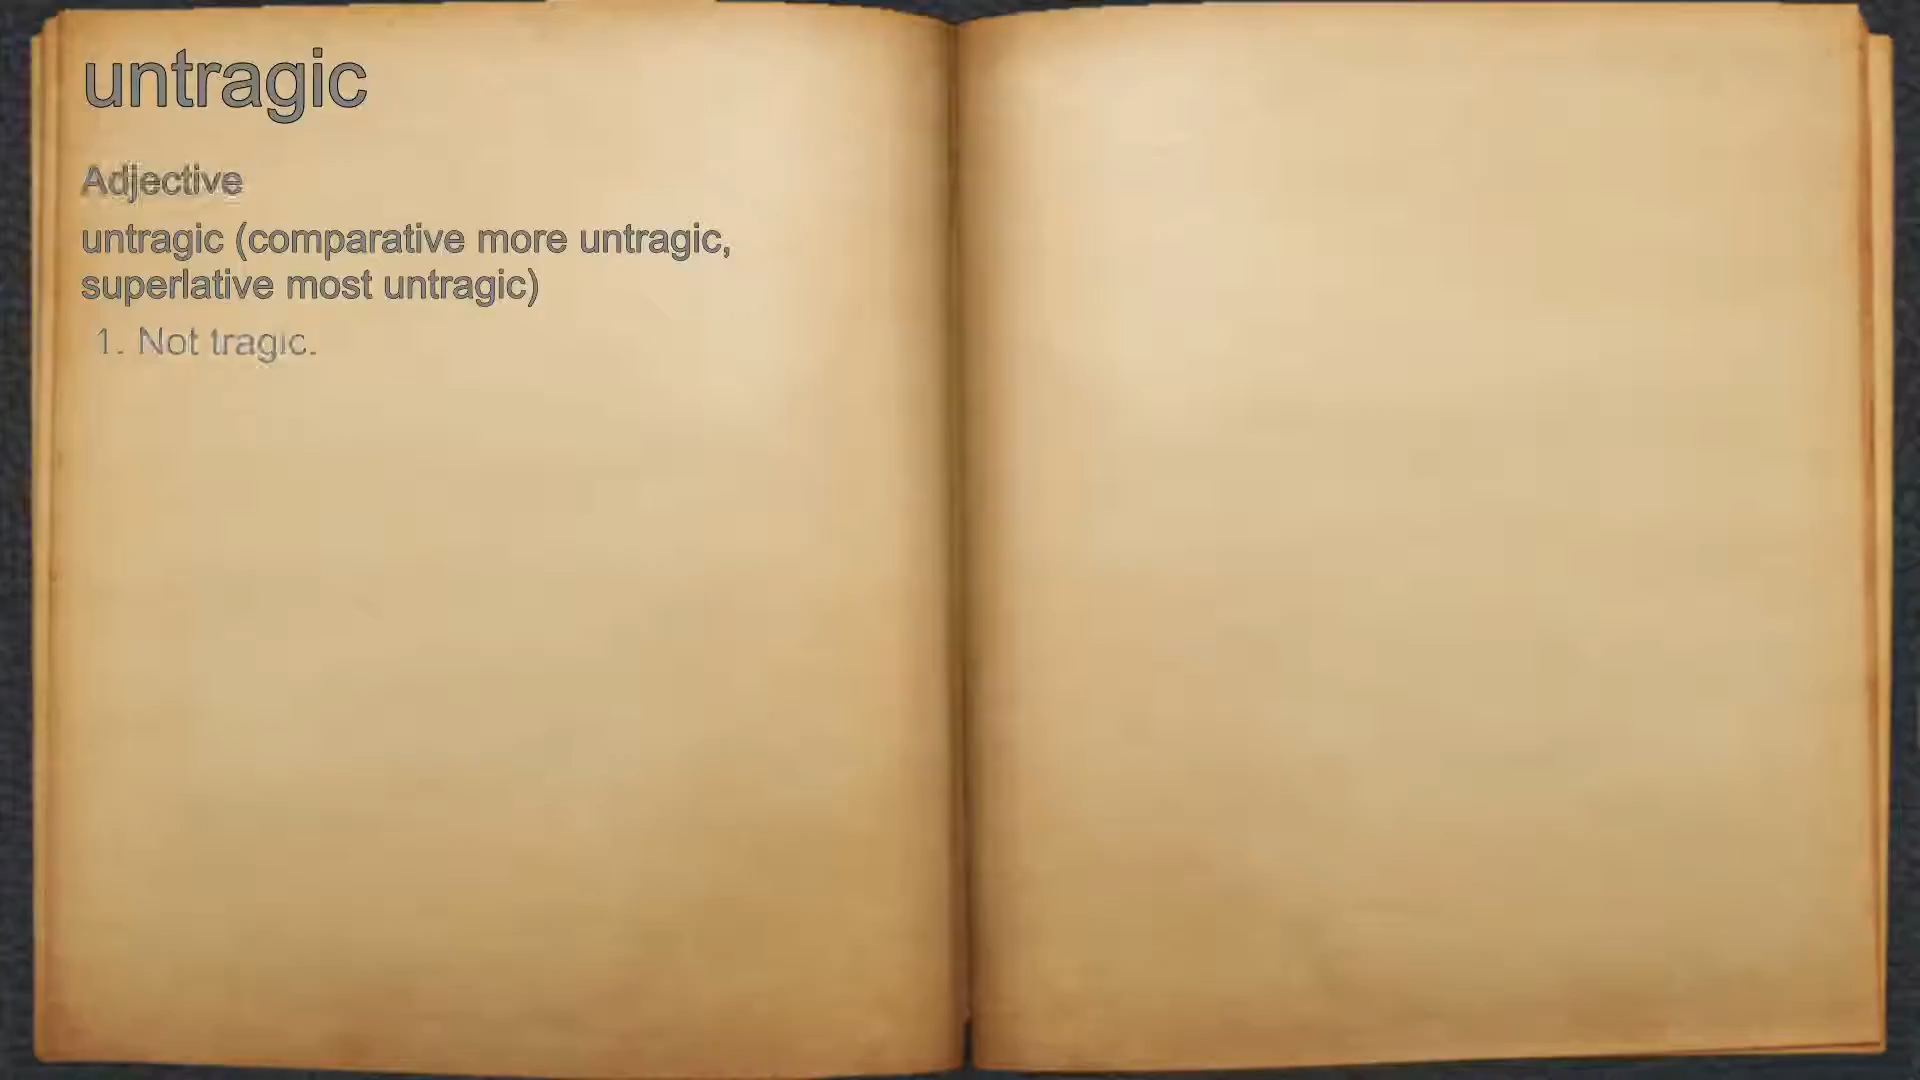 untragic
Adjective
untragic (comparative more untragic,
superlative most untragic)
1. Not tragic.